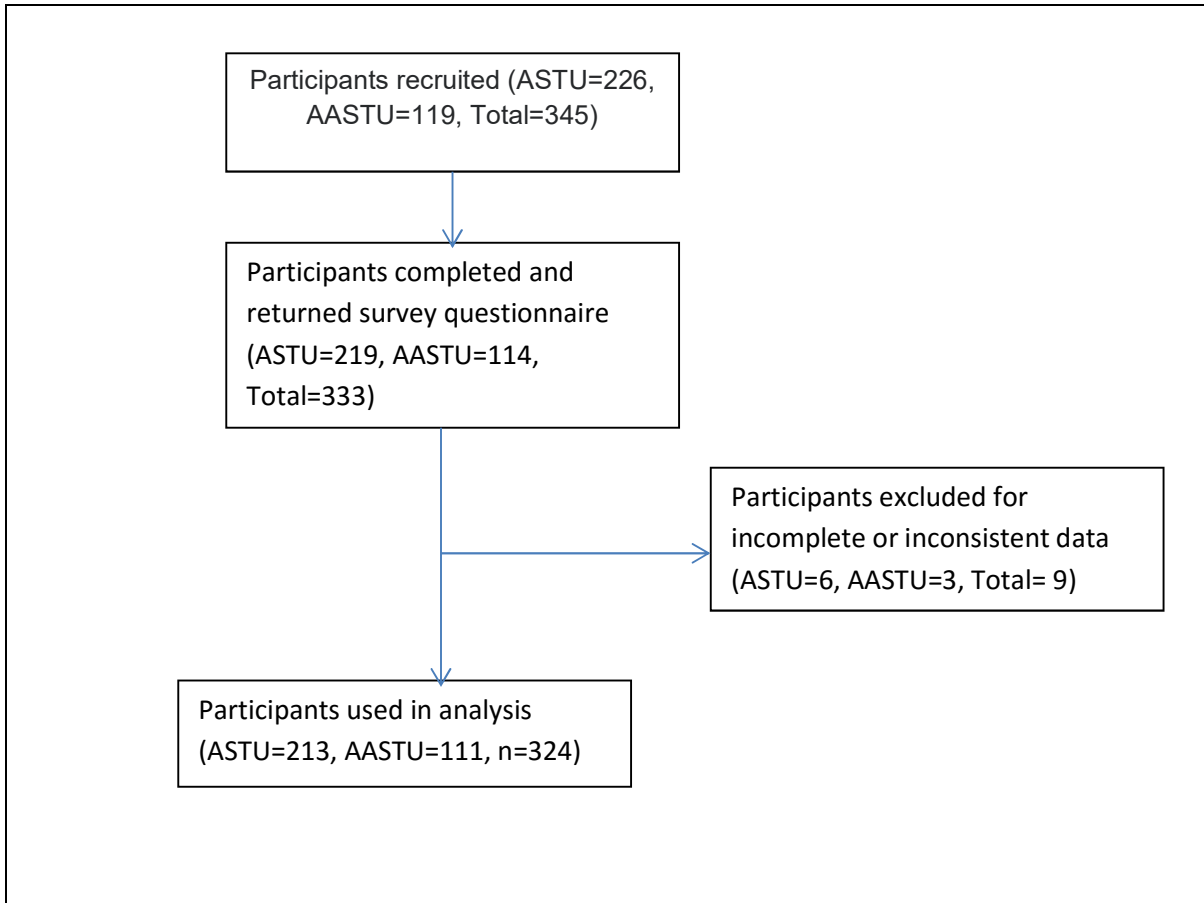 Participants recruited (ASTU=226,
AASTU=119, Total=345)
Participants completed and
returned survey questionnaire
(ASTU=219, AASTU=114,
Total=333)
Participants excluded for
incomplete or inconsistent data
(ASTU=6, AASTU=3, Total= 9)
Participants used in analysis
(ASTU=213, AASTU=111, n=324)